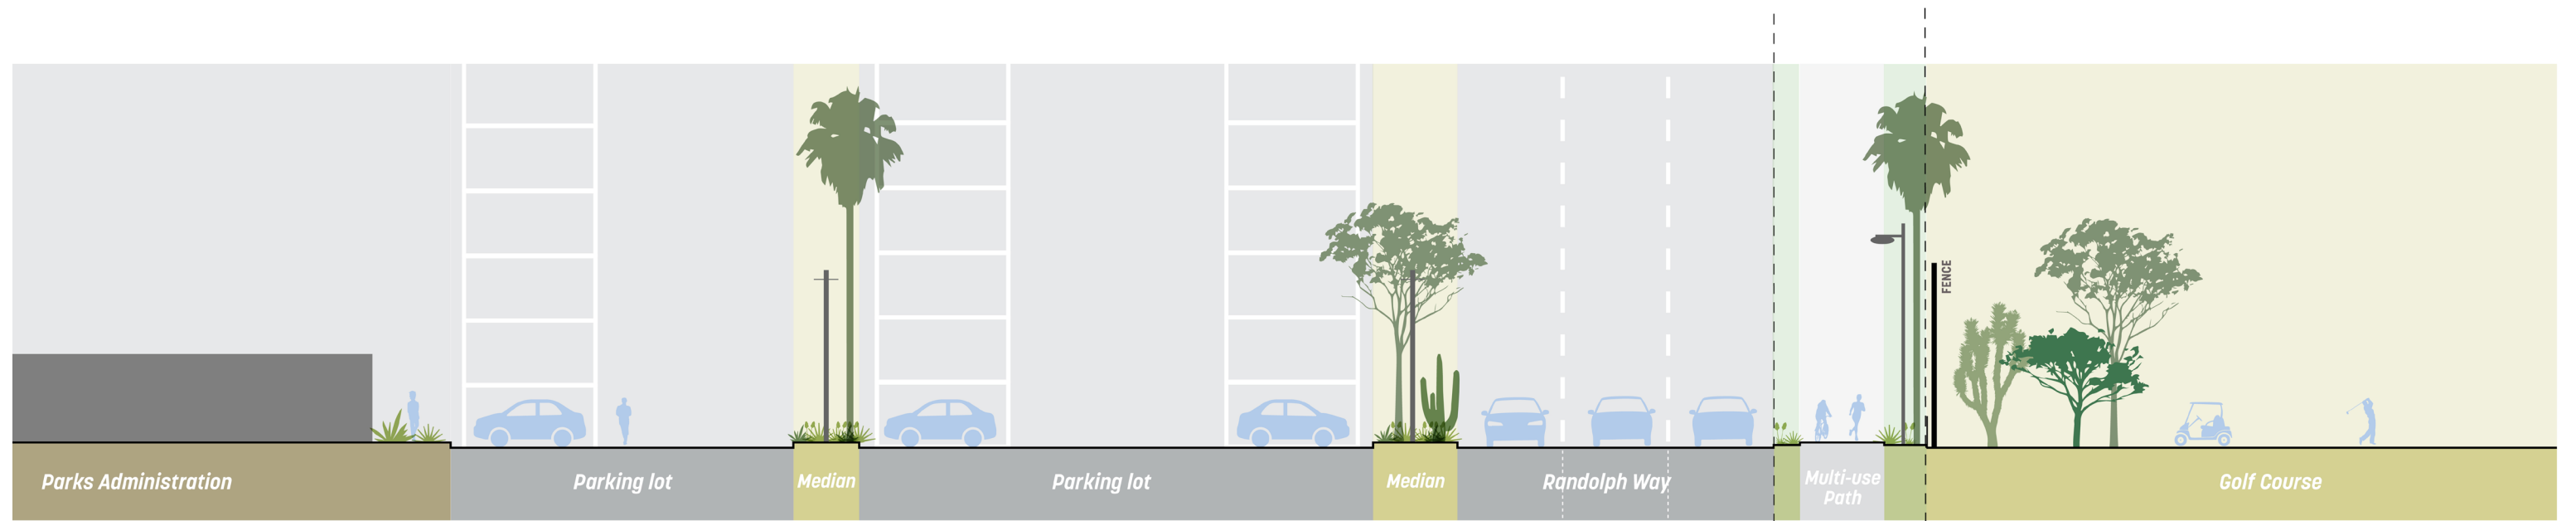 FENCE
Parks Administration
Parking lot
Median
Parking lot
Median
Randolph Way
Multi-use
Path
Golf Course